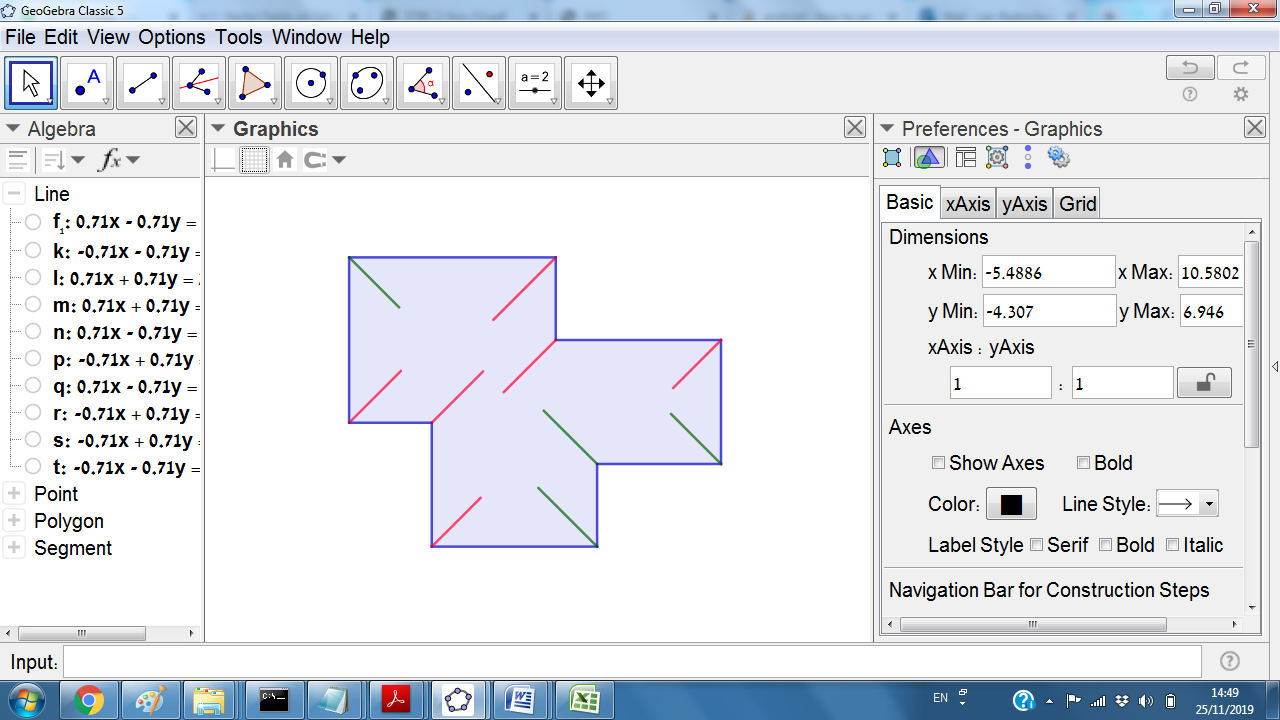 GeoGebra Classic 5
File Edit View Options Tools Window Help
A
α
a = 2
Algebra
Graphics
Preferences - Graphics
fx
Line
f₁: 0.71x - 0.71y =
k: -0.71x - 0.71y =
l: 0.71x + 0.71y =
m: 0.71x + 0.71y =
n: 0.71x - 0.71y =
p: -0.71x + 0.71y =
q: 0.71x - 0.71y =
r: -0.71x + 0.71y =
s: -0.71x + 0.71y =
t: -0.71x - 0.71y =
Point
Polygon
Segment
Basic xAxis yAxis Grid
Dimensions
x Min: -5.4886 x Max: 10.5802
y Min: -4.307 y Max: 6.946
xAxis : yAxis
1 : 1
Axes
Show Axes Bold
Color: Line Style:
Label Style Serif Bold Italic
Navigation Bar for Construction Steps
Input:
EN
14:49
25/11/2019